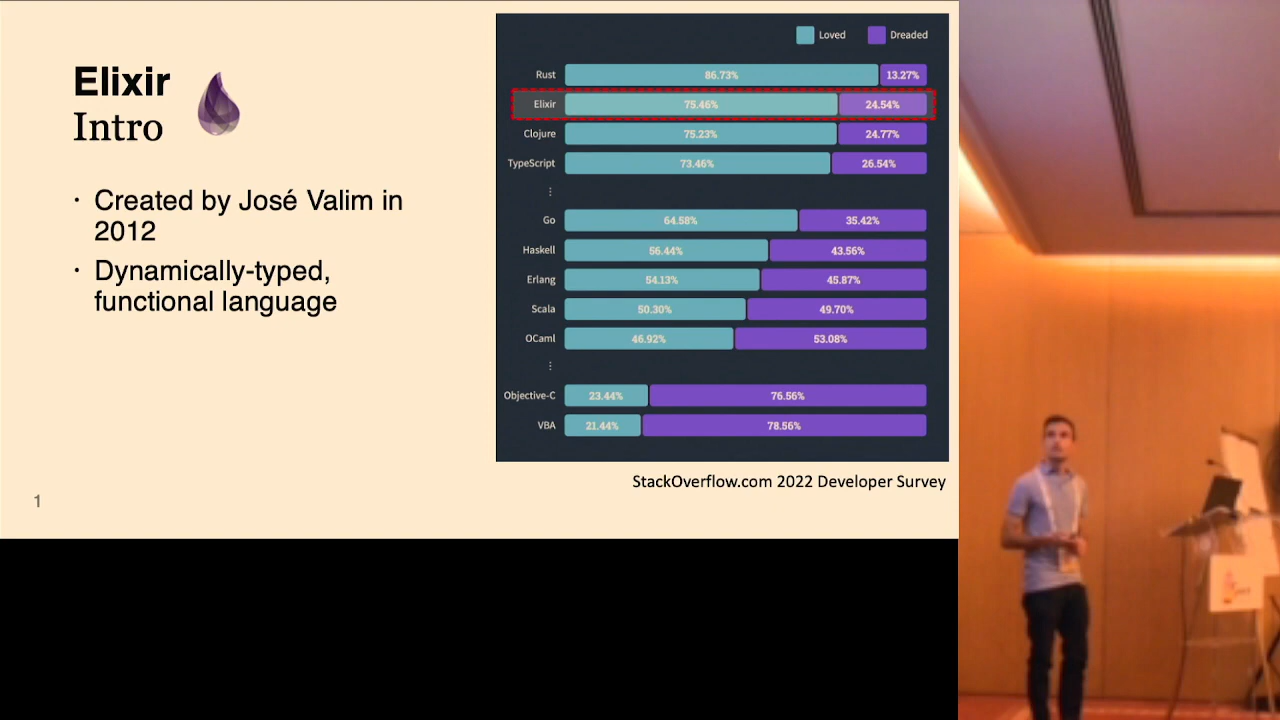 Elixir
Intro
· Created by José Valim in
2012
· Dynamically-typed,
functional language
Loved Dreaded
Rust 86.73% 13.27%
Elixir 75.46% 24.54%
Clojure 75.23% 24.77%
TypeScript 73.46% 26.54%
⋮
Go 64.58% 35.42%
Haskell 56.44% 43.56%
Erlang 54.13% 45.87%
Scala 50.30% 49.70%
OCaml 46.92% 53.08%
⋮
Objective-C 23.44% 76.56%
VBA 21.44% 78.56%
StackOverflow.com 2022 Developer Survey
1